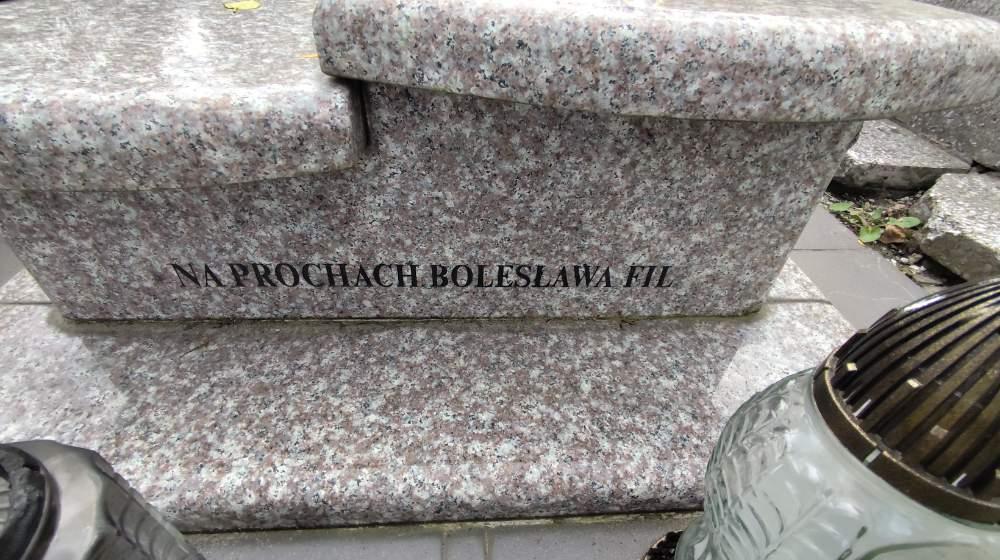 NA PROCHACH BOLESŁAWA FIL